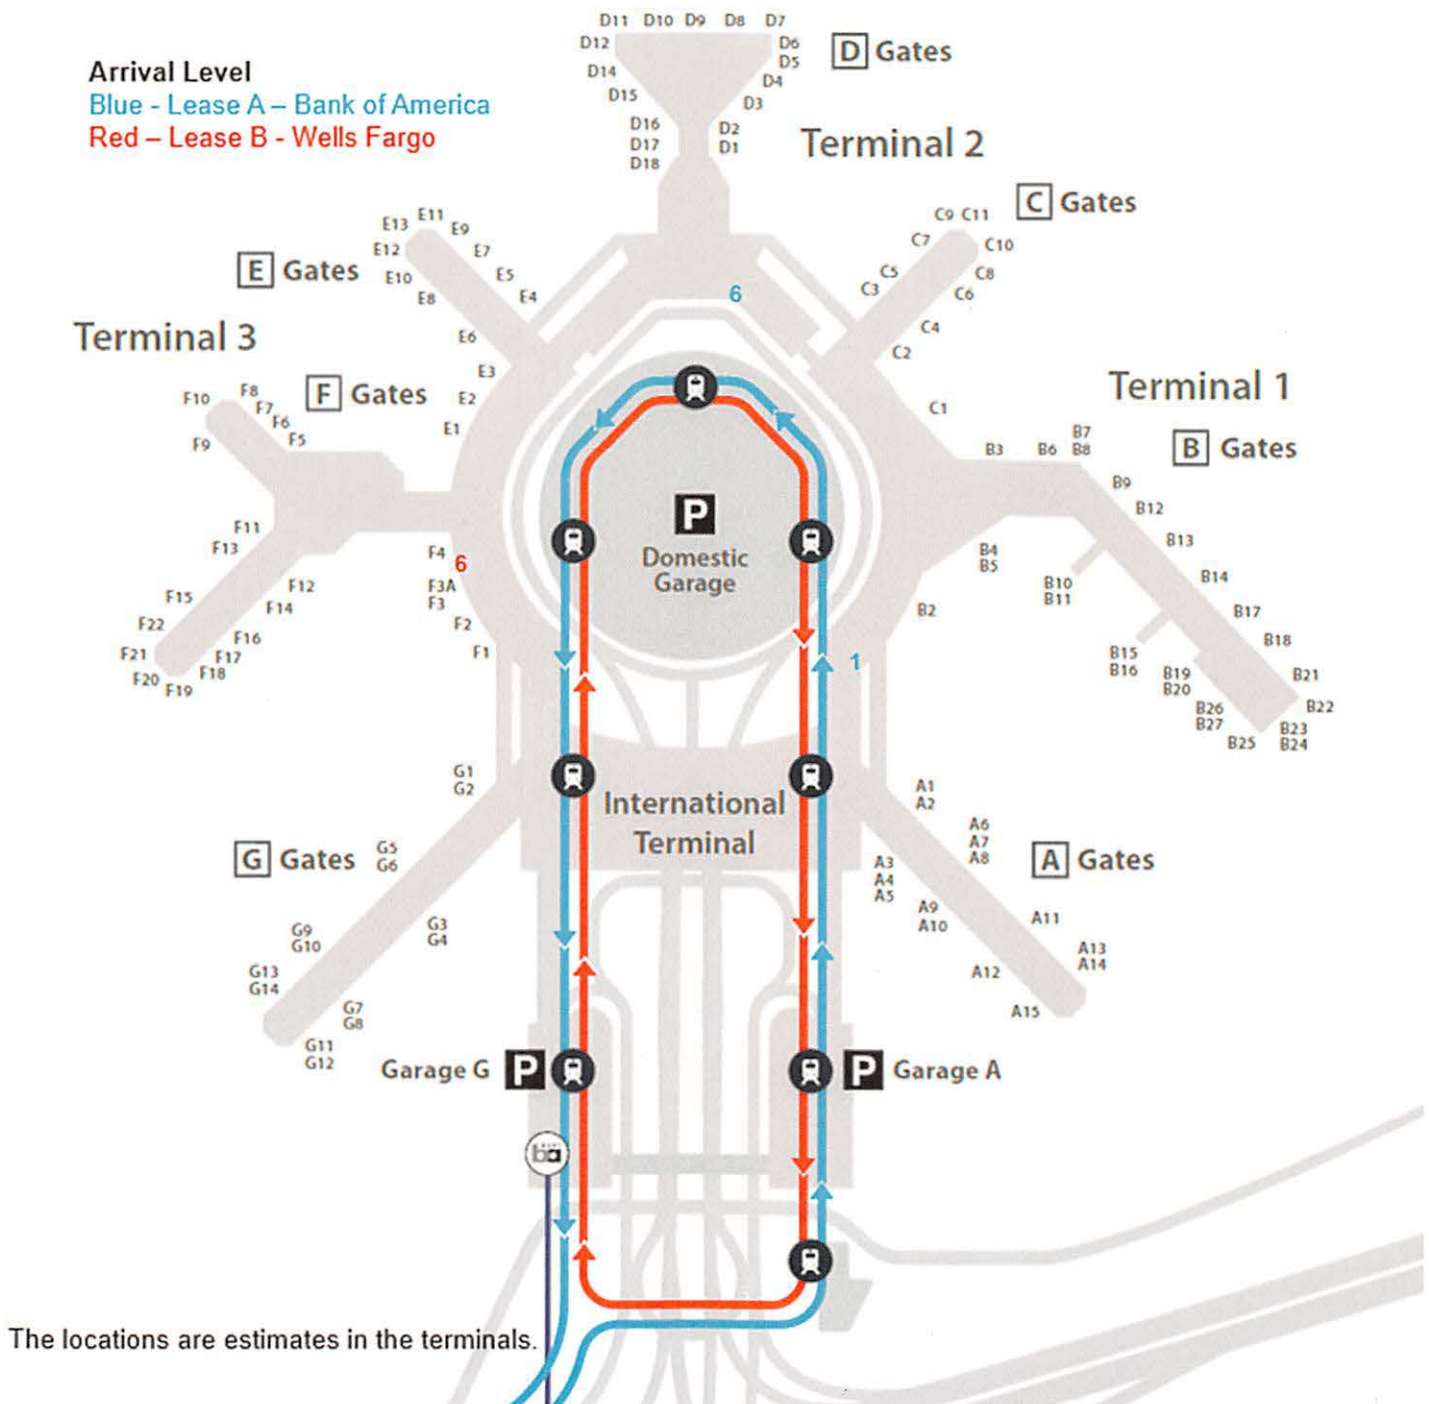 Arrival Level
Blue - Lease A – Bank of America
Red – Lease B - Wells Fargo
D11 D10 D9 D8 D7
D12
D6
D5
D14
D4
D15
D3
D16
D2
D17
D1
D18
D Gates
Terminal 2
C9 C11
C Gates
C7
C10
C5
C8
C3
C6
C4
C2
C1
E13 E11
E9
E12
E7
E10
E5
E8
E4
E6
E3
E2
E1
E Gates
6
Terminal 3
F Gates
F10
F8
F7
F6
F9
F5
Terminal 1
B Gates
B7
B3 B6 B8
B9
B12
B13
B14
B17
B18
B21
B22
B4
B5
B10
B11
B2
B15
B16
B19
B20
B26
B27
B25
B23
B24
P
Domestic
Garage
F11
F13
F4
6
F3A
F3
F12
F15
F14
F2
F22
F16
F21
F17
F1
F20
F18
F19
1
G1
G2
International
Terminal
A1
A2
A6
A7
A8
G Gates
G5
G6
A Gates
A3
A4
A5
A9
A10
A11
G3
G4
G9
G10
A13
A14
G13
G14
A12
G7
G8
A15
G11
G12
Garage G P
P Garage A
ba
The locations are estimates in the terminals.